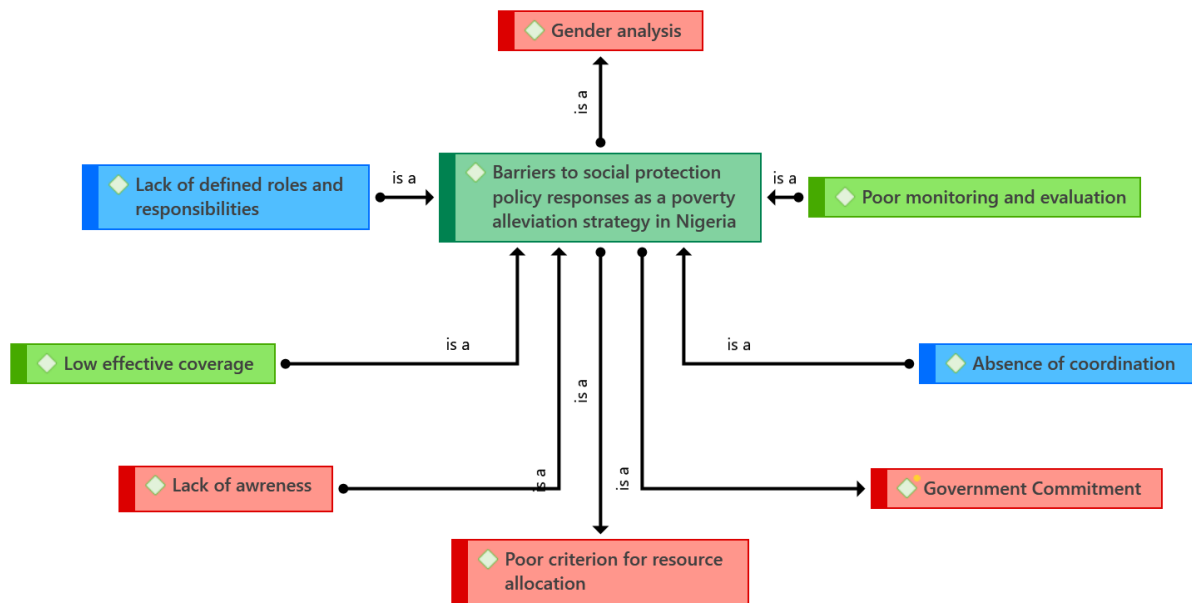 Gender analysis
is a
Lack of defined roles and
responsibilities
is a
Barriers to social protection
policy responses as a poverty
alleviation strategy in Nigeria
is a
Poor monitoring and evaluation
Low effective coverage
is a
is a
Absence of coordination
is a
Lack of awreness
is a
is a
Government Commitment
Poor criterion for resource
allocation